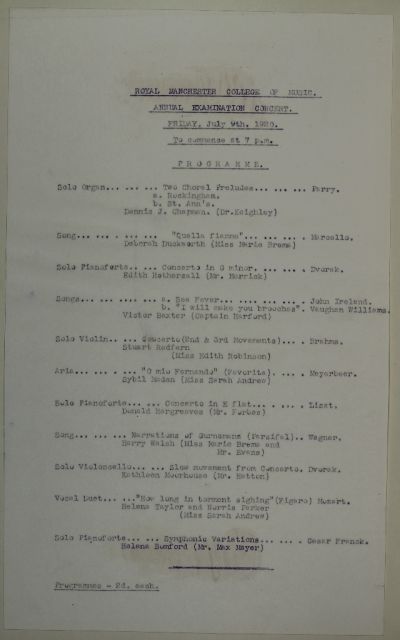 ROYAL MANCHESTER COLLEGE OF MUSIC.
ANNUAL EXAMINATION CONCERT.
FRIDAY, July 9th, 1920.
To commence at 7 p.m.
PROGRAMME.
Solo Organ... ... ... Two Choral Preludes... ... ... Parry.
a. Rockingham.
b. St. Ann's.
Dennis J. Chapman. (Dr. Keighley)
Song... ... ... ... "Quella fiamma"... ... ... Marcello.
Deborah Duckworth (Miss Marie Brema)
Solo Pianoforte.. ... Concerto in G minor. ... ... Dvorak.
Edith Hothersall (Mr. Merrick)
Songs... ... ... ... a. Sea Fever... ... ... ... John Ireland.
b. "I will make you brooches". Vaughan Williams.
Victor Baxter (Captain Harford)
Solo Violin... ... Concerto(2nd & 3rd Movements)... . Brahms.
Stuart Redfern
(Miss Edith Robinson)
Aria... ... ... "O mio Fernando" (Favorita). ... . Meyerbeer.
Sybil Maden (Miss Sarah Andrew)
Solo Pianoforte... ... Concerto in E flat... ... . Liszt.
Donald Hargreaves (Mr. Forbes)
Song... ... ... Narrations of Gurnemanz (Parsifal).. Wagner.
Harry Walsh (Miss Marie Brema and
Mr. Evans)
Solo Violoncello... ... Slow movement from Concerto. Dvorak.
Kathleen Moorhouse (Mr. Hatton)
Vocal Duet... ..."How long in torment sighing"(Figaro) Mozart.
Helena Taylor and Norris Parker
(Miss Sarah Andrew)
Solo Pianoforte... ... Symphonic Variations... ... . Cesar Franck.
Helena Bomford (Mr. Max Mayer)
Programmes - 2d. each.